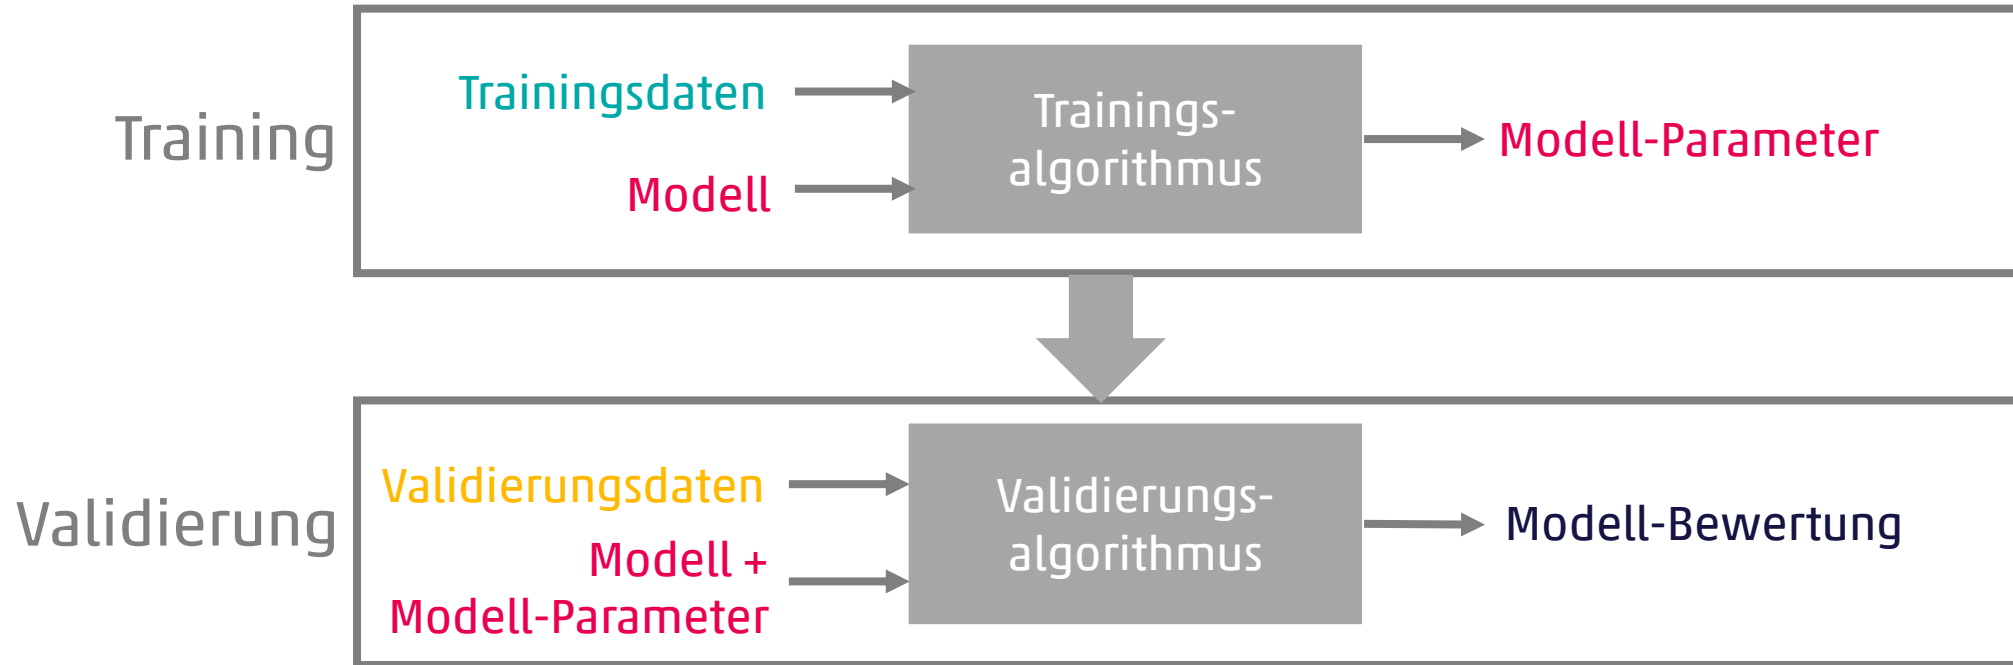 Training
Trainingsdaten
Modell
Trainings-
algorithmus
Modell-Parameter
Validierung
Validierungsdaten
Modell +
Modell-Parameter
Validierungs-
algorithmus
Modell-Bewertung